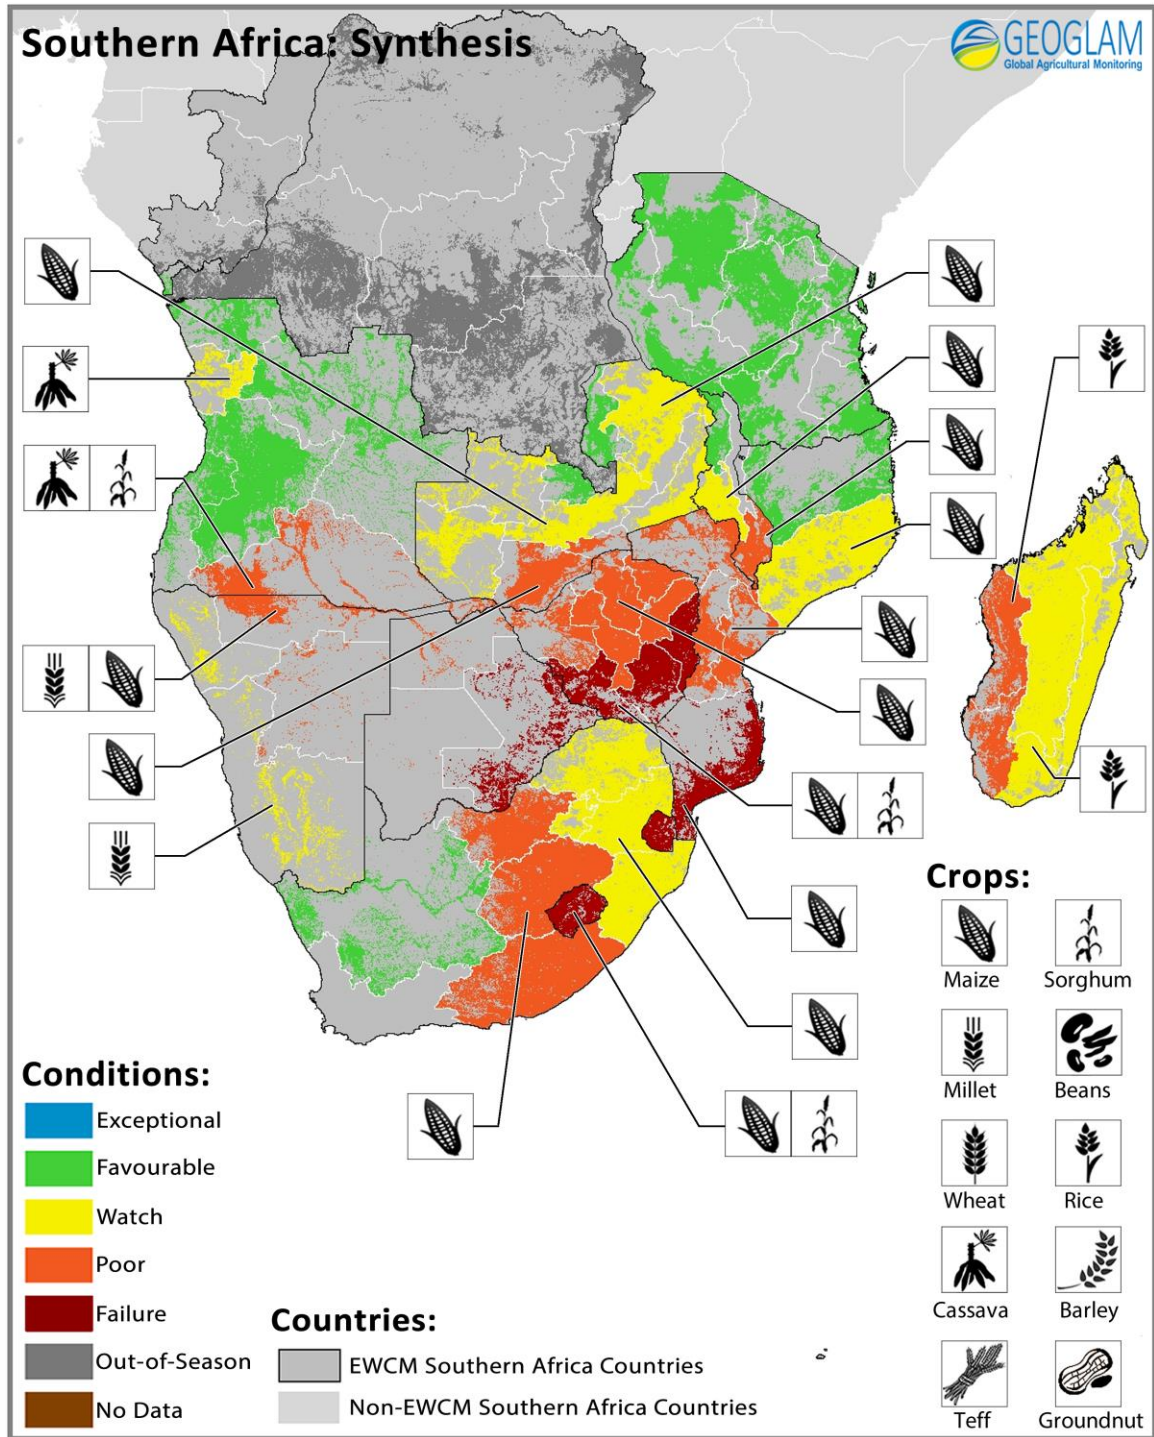 Southern Africa: Synthesis
GEOGLAM
Global Agricultural Monitoring
Crops:
Maize
Sorghum
Millet
Beans
Wheat
Rice
Cassava
Barley
Teff
Groundnut
Conditions:
Exceptional
Favourable
Watch
Poor
Failure
Out-of-Season
No Data
Countries:
EWCM Southern Africa Countries
Non-EWCM Southern Africa Countries